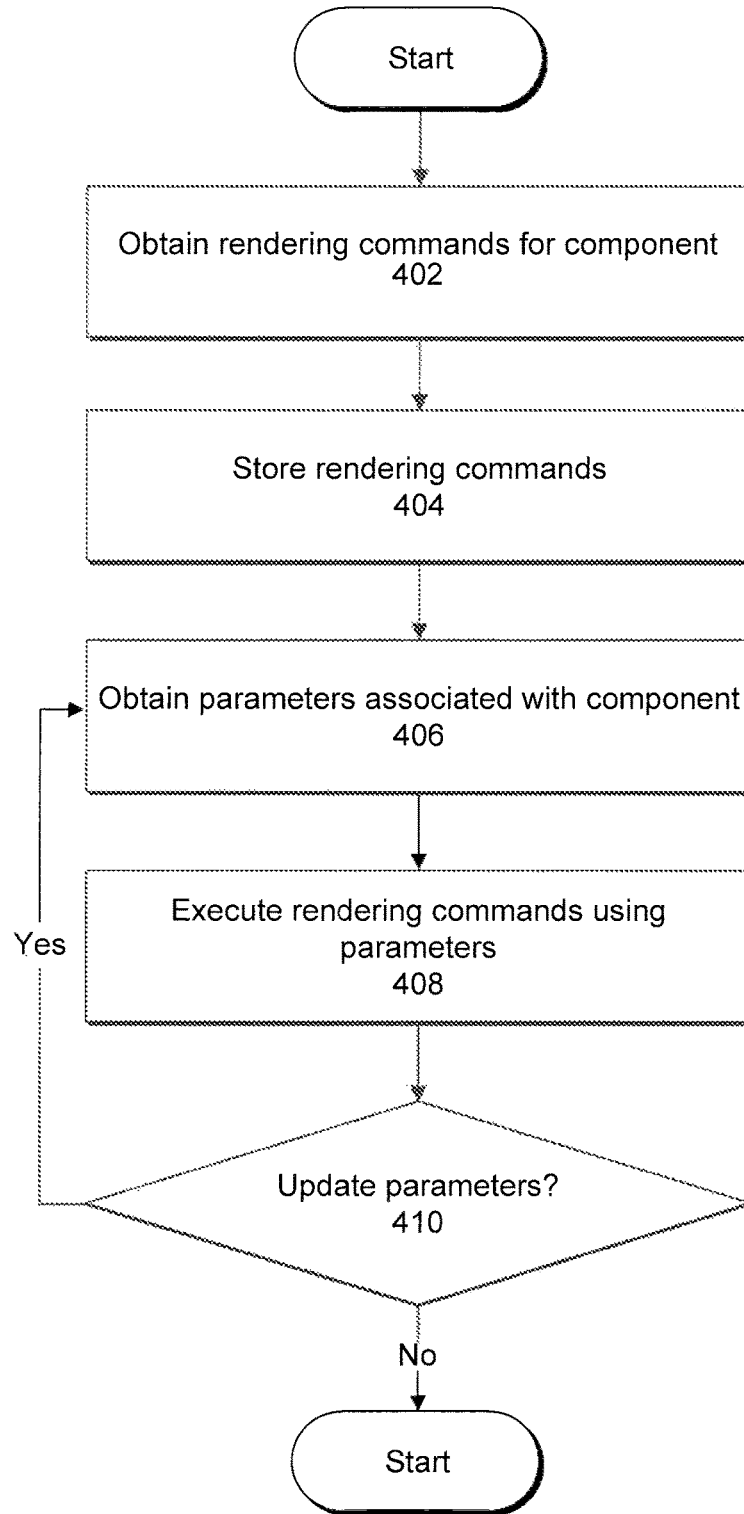 Start
Obtain rendering commands for component
402
Store rendering commands
404
Obtain parameters associated with component
406
Execute rendering commands using
parameters
408
Yes
Update parameters?
410
No
Start